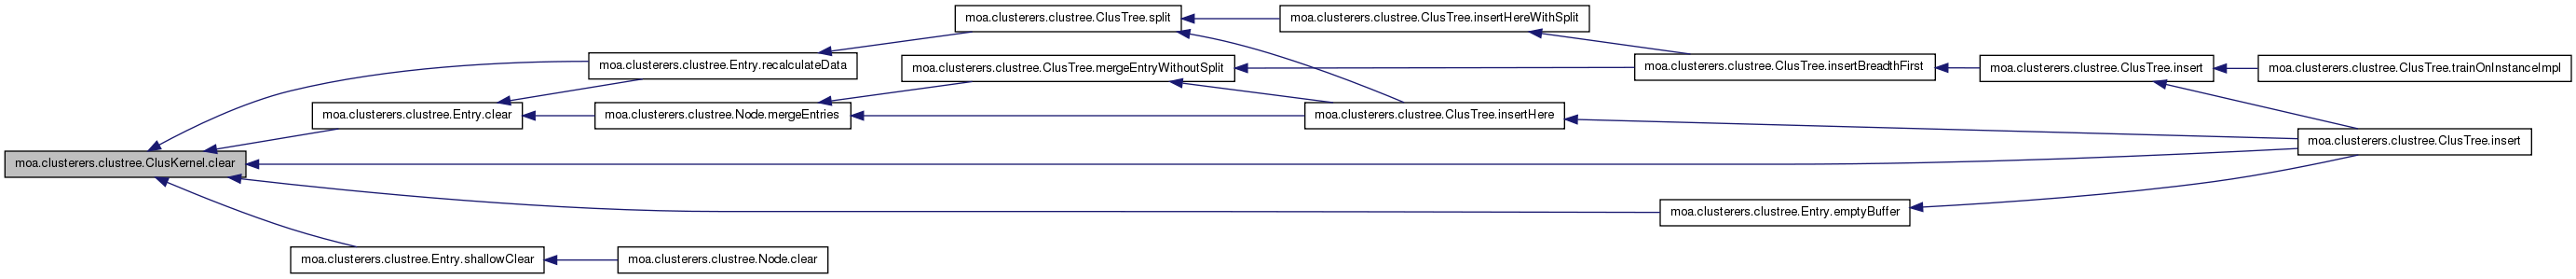 moa.clusterers.clustree.ClusTree.split
moa.clusterers.clustree.ClusTree.insertHereWithSplit
moa.clusterers.clustree.Entry.recalculateData
moa.clusterers.clustree.ClusTree.mergeEntryWithoutSplit
moa.clusterers.clustree.ClusTree.insertBreadthFirst
moa.clusterers.clustree.ClusTree.insert
moa.clusterers.clustree.ClusTree.trainOnInstanceImpl
moa.clusterers.clustree.Entry.clear
moa.clusterers.clustree.Node.mergeEntries
moa.clusterers.clustree.ClusTree.insertHere
moa.clusterers.clustree.ClusTree.insert
moa.clusterers.clustree.ClusKernel.clear
moa.clusterers.clustree.Entry.emptyBuffer
moa.clusterers.clustree.Entry.shallowClear
moa.clusterers.clustree.Node.clear